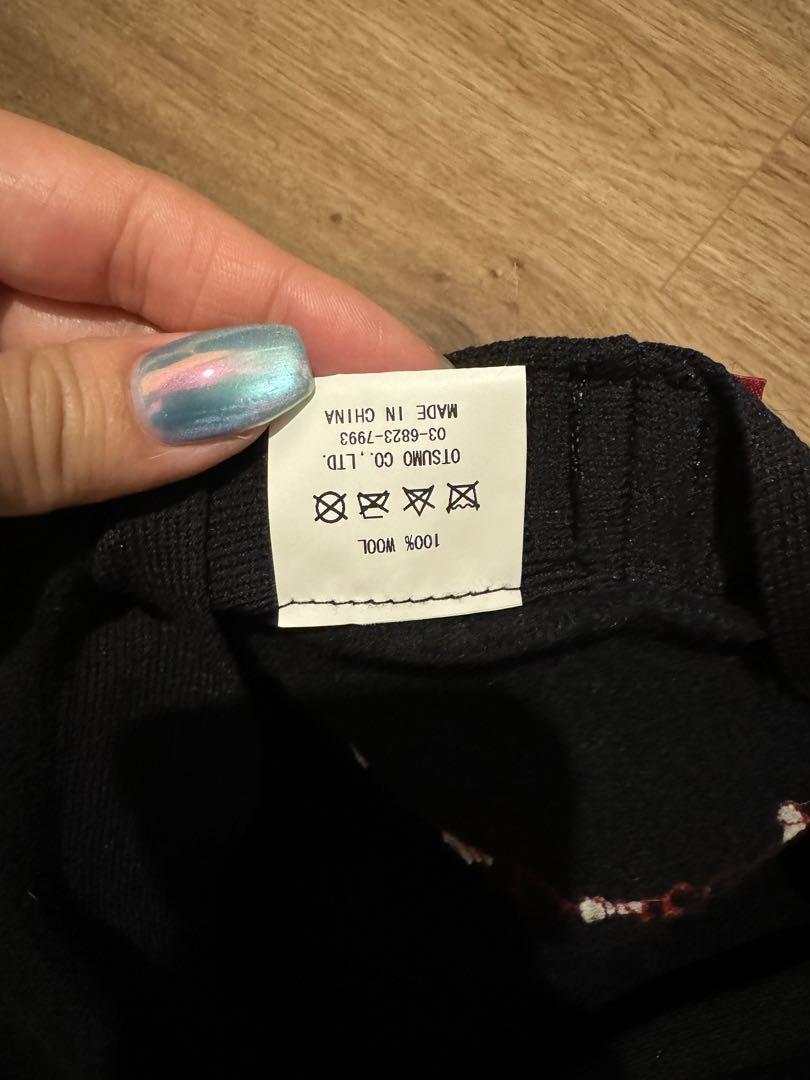 100% WOOL
OTSUMO CO.,LTD.
03-6823-7993
MADE IN CHINA